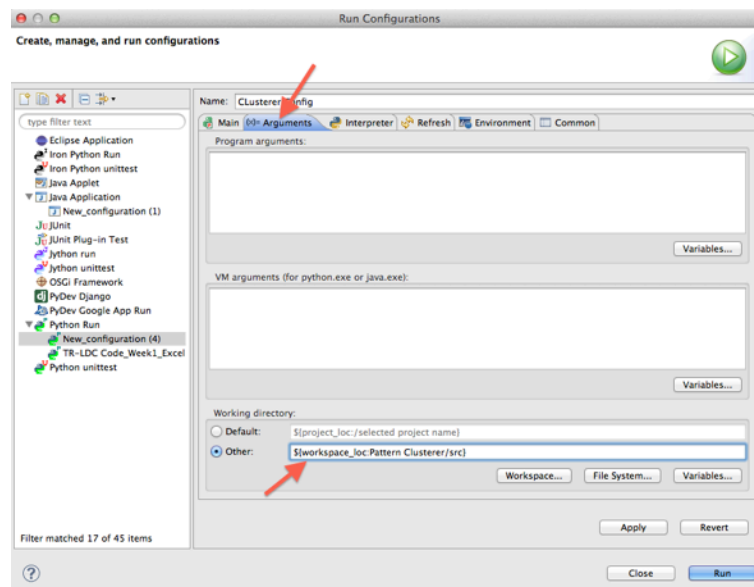 Run Configurations
Create, manage, and run configurations
type filter text
Eclipse Application
Iron Python Run
Iron Python unittest
Java Applet
Java Application
New_configuration (1)
JUnit
JUnit Plug-in Test
Jython run
Jython unittest
OSGi Framework
PyDev Django
PyDev Google App Run
Python Run
New_configuration (4)
TR-LDC Code_Week1_Excel
Python unittest
Filter matched 17 of 45 items
Name: CLusterer nfig
Main (x)= Arguments Interpreter Refresh Environment Common
Program arguments:
Variables...
VM arguments (for python.exe or java.exe):
Variables...
Working directory:
Default: ${project_loc:/selected project name}
Other: ${workspace_loc:Pattern Clusterer/src}
Workspace... File System... Variables...
Apply Revert
? Close Run